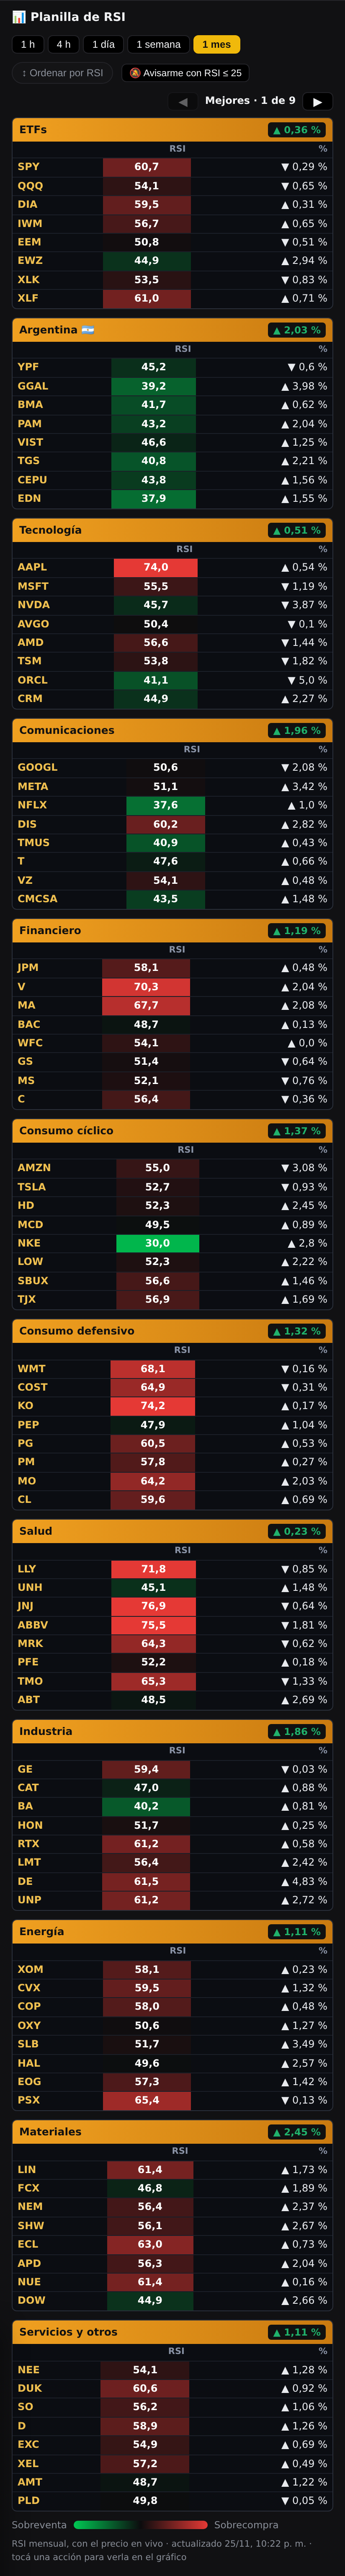 📊 Planilla de RSI
1 h 4 h 1 día 1 semana 1 mes
↕ Ordenar por RSI 🔕 Avisarme con RSI ≤ 25
◀ Mejores · 1 de 9 ▶
ETFs ▲ 0,36 %
RSI %
SPY 60,7 ▼ 0,29 %
QQQ 54,1 ▼ 0,65 %
DIA 59,5 ▲ 0,31 %
IWM 56,7 ▲ 0,65 %
EEM 50,8 ▼ 0,51 %
EWZ 44,9 ▲ 2,94 %
XLK 53,5 ▼ 0,83 %
XLF 61,0 ▲ 0,71 %
Argentina 🇦🇷 ▲ 2,03 %
RSI %
YPF 45,2 ▼ 0,6 %
GGAL 39,2 ▲ 3,98 %
BMA 41,7 ▲ 0,62 %
PAM 43,2 ▲ 2,04 %
VIST 46,6 ▲ 1,25 %
TGS 40,8 ▲ 2,21 %
CEPU 43,8 ▲ 1,56 %
EDN 37,9 ▲ 1,55 %
Tecnología ▲ 0,51 %
RSI %
AAPL 74,0 ▲ 0,54 %
MSFT 55,5 ▼ 1,19 %
NVDA 45,7 ▼ 3,87 %
AVGO 50,4 ▼ 0,1 %
AMD 56,6 ▼ 1,44 %
TSM 53,8 ▼ 1,82 %
ORCL 41,1 ▼ 5,0 %
CRM 44,9 ▲ 2,27 %
Comunicaciones ▲ 1,96 %
RSI %
GOOGL 50,6 ▼ 2,08 %
META 51,1 ▲ 3,42 %
NFLX 37,6 ▲ 1,0 %
DIS 60,2 ▲ 2,82 %
TMUS 40,9 ▲ 0,43 %
T 47,6 ▲ 0,66 %
VZ 54,1 ▲ 0,48 %
CMCSA 43,5 ▲ 1,48 %
Financiero ▲ 1,19 %
RSI %
JPM 58,1 ▲ 0,48 %
V 70,3 ▲ 2,04 %
MA 67,7 ▲ 2,08 %
BAC 48,7 ▲ 0,13 %
WFC 54,1 ▲ 0,0 %
GS 51,4 ▼ 0,64 %
MS 52,1 ▼ 0,76 %
C 56,4 ▼ 0,36 %
Consumo cíclico ▲ 1,37 %
RSI %
AMZN 55,0 ▼ 3,08 %
TSLA 52,7 ▼ 0,93 %
HD 52,3 ▲ 2,45 %
MCD 49,5 ▲ 0,89 %
NKE 30,0 ▲ 2,8 %
LOW 52,3 ▲ 2,22 %
SBUX 56,6 ▲ 1,46 %
TJX 56,9 ▲ 1,69 %
Consumo defensivo ▲ 1,32 %
RSI %
WMT 68,1 ▼ 0,16 %
COST 64,9 ▼ 0,31 %
KO 74,2 ▲ 0,17 %
PEP 47,9 ▲ 1,04 %
PG 60,5 ▲ 0,53 %
PM 57,8 ▲ 0,27 %
MO 64,2 ▲ 2,03 %
CL 59,6 ▲ 0,69 %
Salud ▲ 0,23 %
RSI %
LLY 71,8 ▼ 0,85 %
UNH 45,1 ▲ 1,48 %
JNJ 76,9 ▼ 0,64 %
ABBV 75,5 ▼ 1,81 %
MRK 64,3 ▼ 0,62 %
PFE 52,2 ▲ 0,18 %
TMO 65,3 ▼ 1,33 %
ABT 48,5 ▲ 2,69 %
Industria ▲ 1,86 %
RSI %
GE 59,4 ▼ 0,03 %
CAT 47,0 ▲ 0,88 %
BA 40,2 ▲ 0,81 %
HON 51,7 ▲ 0,25 %
RTX 61,2 ▲ 0,58 %
LMT 56,4 ▲ 2,42 %
DE 61,5 ▲ 4,83 %
UNP 61,2 ▲ 2,72 %
Energía ▲ 1,11 %
RSI %
XOM 58,1 ▲ 0,23 %
CVX 59,5 ▲ 1,32 %
COP 58,0 ▲ 0,48 %
OXY 50,6 ▲ 1,27 %
SLB 51,7 ▲ 3,49 %
HAL 49,6 ▲ 2,57 %
EOG 57,3 ▲ 1,42 %
PSX 65,4 ▼ 0,13 %
Materiales ▲ 2,45 %
RSI %
LIN 61,4 ▲ 1,73 %
FCX 46,8 ▲ 1,89 %
NEM 56,4 ▲ 2,37 %
SHW 56,1 ▲ 2,67 %
ECL 63,0 ▲ 0,73 %
APD 56,3 ▲ 2,04 %
NUE 61,4 ▲ 0,16 %
DOW 44,9 ▲ 2,66 %
Servicios y otros ▲ 1,11 %
RSI %
NEE 54,1 ▲ 1,28 %
DUK 60,6 ▲ 0,92 %
SO 56,2 ▲ 1,06 %
D 58,9 ▲ 1,26 %
EXC 54,9 ▲ 0,69 %
XEL 57,2 ▲ 0,49 %
AMT 48,7 ▲ 1,22 %
PLD 49,8 ▼ 0,05 %
Sobreventa Sobrecompra
RSI mensual, con el precio en vivo · actualizado 25/11, 10:22 p. m. ·
tocá una acción para verla en el gráfico